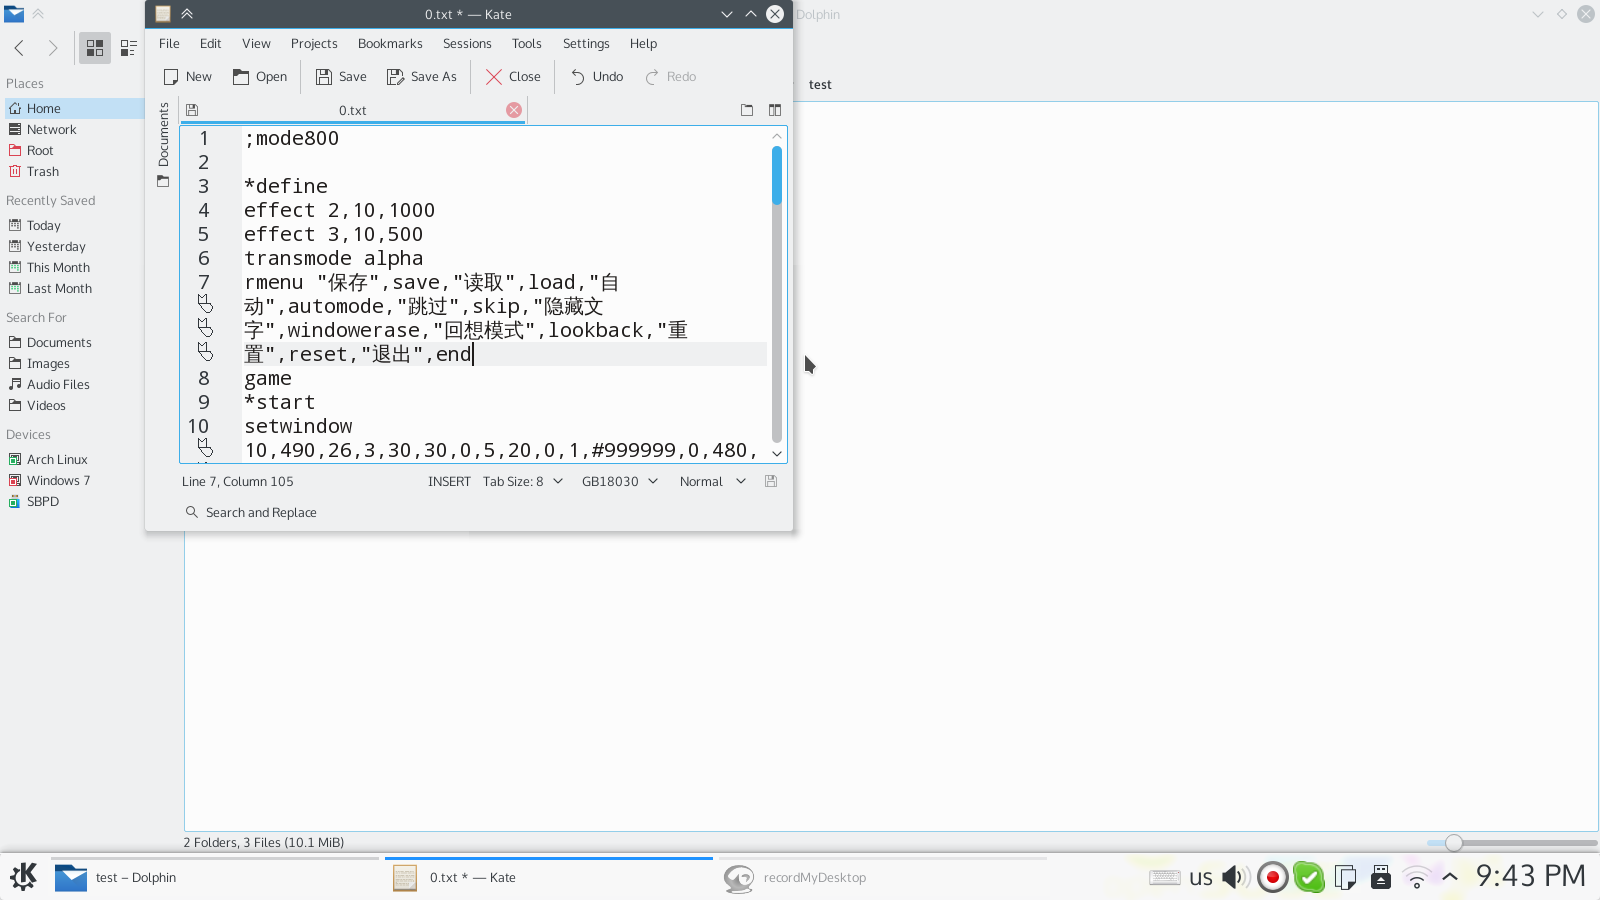 0.txt * — Kate
Dolphin
File Edit View Projects Bookmarks Sessions Tools Settings Help
New Open Save Save As Close Undo Redo
test
Places
Home
Network
Root
Trash
Recently Saved
Today
Yesterday
This Month
Last Month
Search For
Documents
Images
Audio Files
Videos
Devices
Arch Linux
Windows 7
SBPD
Documents
0.txt
1 ;mode800
2
3 *define
4 effect 2,10,1000
5 effect 3,10,500
6 transmode alpha
7 rmenu "保存",save,"读取",load,"自
动",automode,"跳过",skip,"隐藏文
字",windowerase,"回想模式",lookback,"重
置",reset,"退出",end
8 game
9 *start
10 setwindow
10,490,26,3,30,30,0,5,20,0,1,#999999,0,480,
Line 7, Column 105 INSERT Tab Size: 8 GB18030 Normal
Search and Replace
2 Folders, 3 Files (10.1 MiB)
test – Dolphin 0.txt * — Kate recordMyDesktop us 9:43 PM